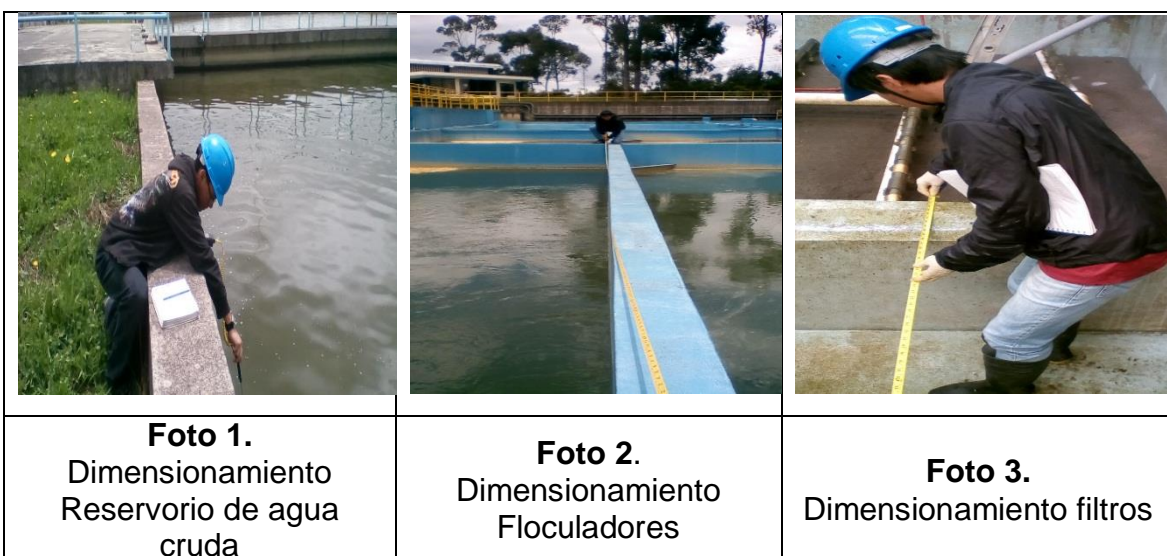 Foto 1.
Dimensionamiento
Reservorio de agua
cruda
Foto 2.
Dimensionamiento
Floculadores
Foto 3.
Dimensionamiento filtros